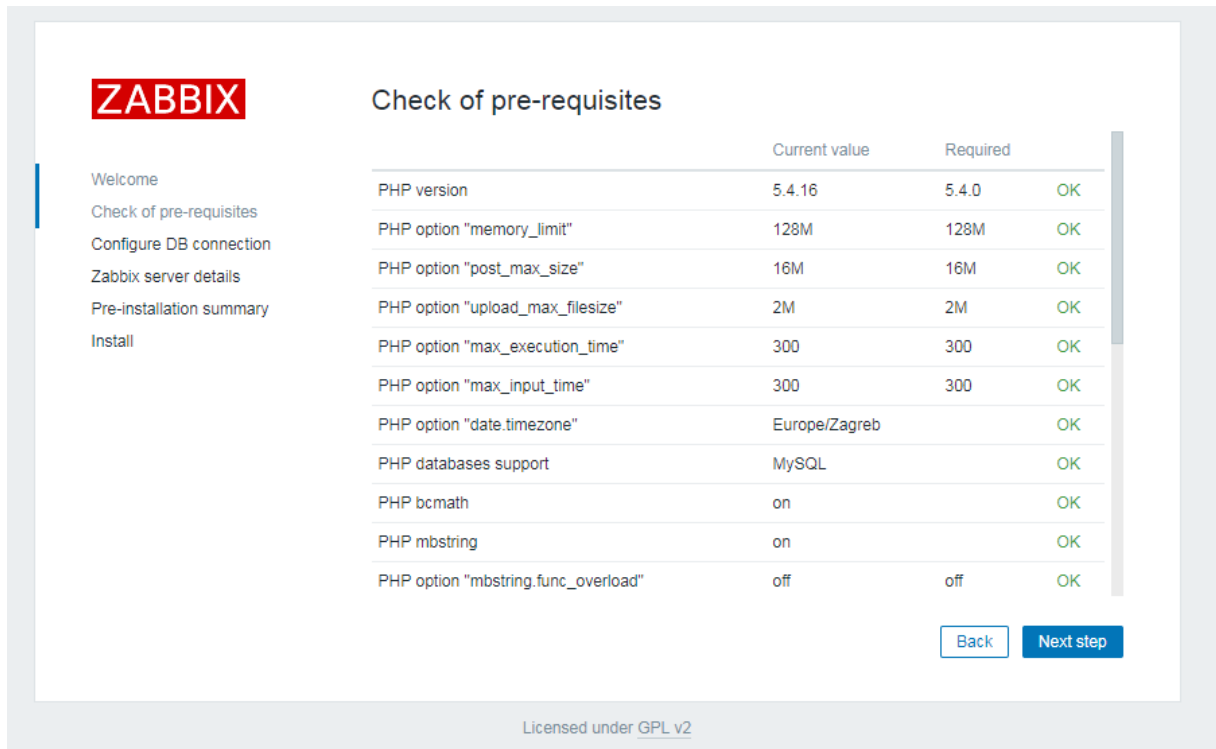 ZABBIX
Welcome
Check of pre-requisites
Configure DB connection
Zabbix server details
Pre-installation summary
Install
Check of pre-requisites
Current value Required
PHP version 5.4.16 5.4.0 OK
PHP option "memory_limit" 128M 128M OK
PHP option "post_max_size" 16M 16M OK
PHP option "upload_max_filesize" 2M 2M OK
PHP option "max_execution_time" 300 300 OK
PHP option "max_input_time" 300 300 OK
PHP option "date.timezone" Europe/Zagreb OK
PHP databases support MySQL OK
PHP bcmath on OK
PHP mbstring on OK
PHP option "mbstring.func_overload" off off OK
Back Next step
Licensed under GPL v2